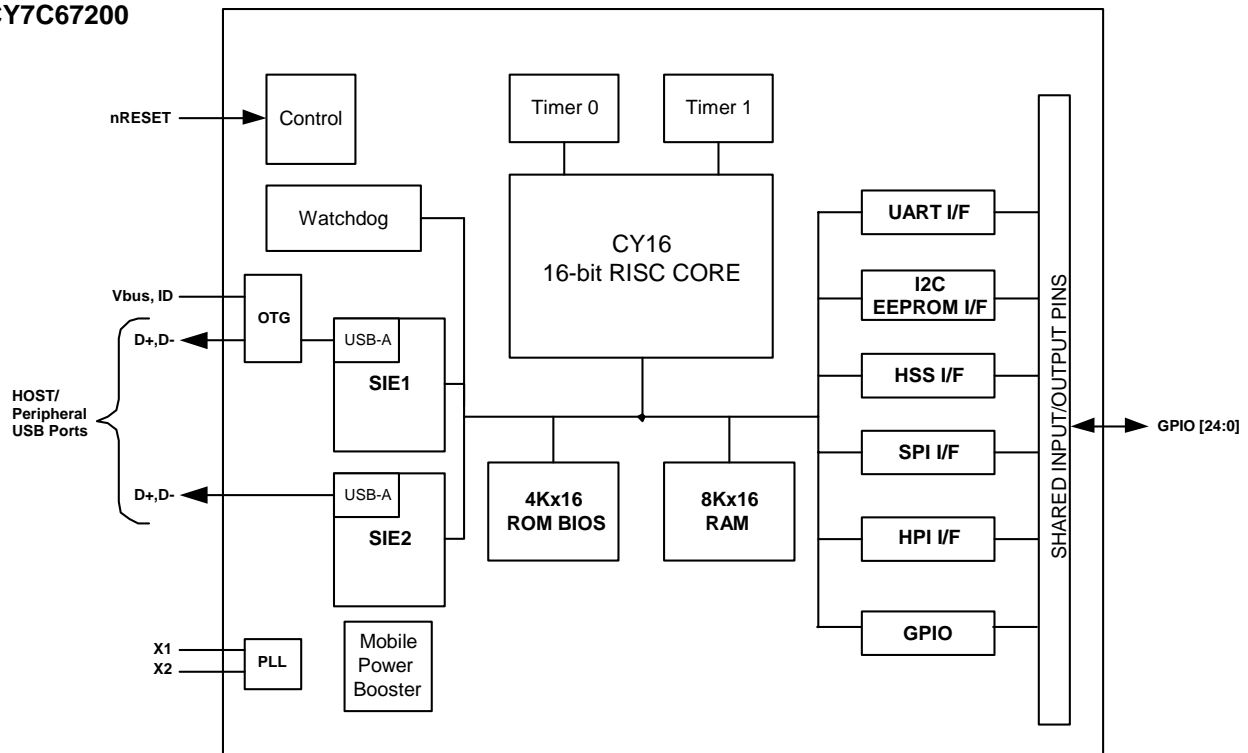 CY7C67200
nRESET
Control
Timer 0
Timer 1
Watchdog
CY16
16-bit RISC CORE
UART I/F
I2C
EEPROM I/F
HSS I/F
SPI I/F
HPI I/F
GPIO
SHARED INPUT/OUTPUT PINS
GPIO [24:0]
Vbus, ID
OTG
D+,D-
USB-A
SIE1
HOST/
Peripheral
USB Ports
D+,D-
USB-A
SIE2
4Kx16
ROM BIOS
8Kx16
RAM
X1
X2
PLL
Mobile
Power
Booster